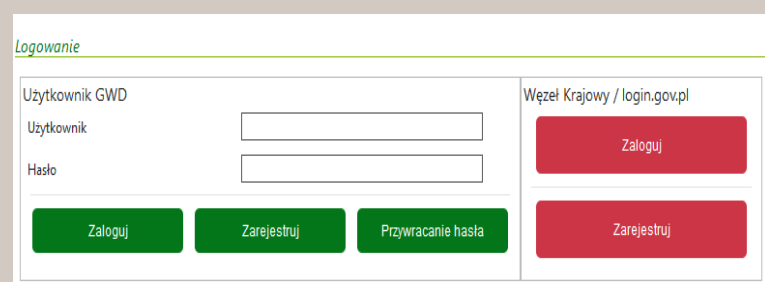 Logowanie
Użytkownik GWD
Użytkownik
Hasło
Zaloguj
Zarejestruj
Przywracanie hasła
Węzeł Krajowy / login.gov.pl
Zaloguj
Zarejestruj